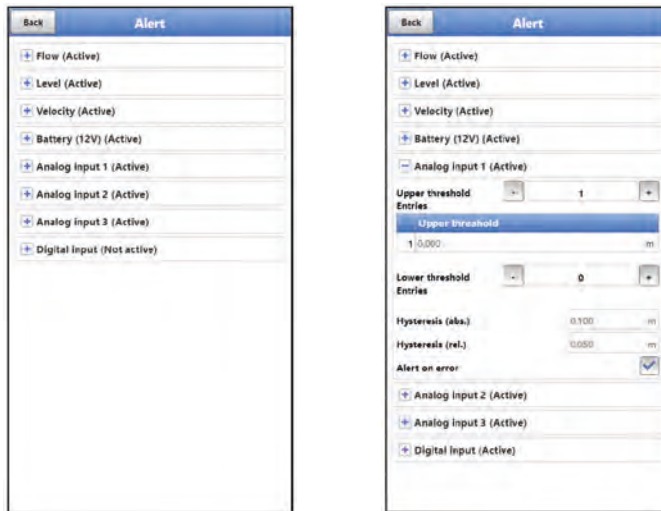 Back Alert
+ Flow (Active)
+ Level (Active)
+ Velocity (Active)
+ Battery (12V) (Active)
+ Analog input 1 (Active)
+ Analog input 2 (Active)
+ Analog input 3 (Active)
+ Digital input (Not active)
Back Alert
+ Flow (Active)
+ Level (Active)
+ Velocity (Active)
+ Battery (12V) (Active)
- Analog input 1 (Active)
Upper threshold - 1 +
Entries
Upper threshold
1 0.000 m
Lower threshold - 0 +
Entries
Hysteresis (abs.) 0.100 m
Hysteresis (rel.) 0.050 m
Alert on error
+ Analog input 2 (Active)
+ Analog input 3 (Active)
+ Digital input (Active)